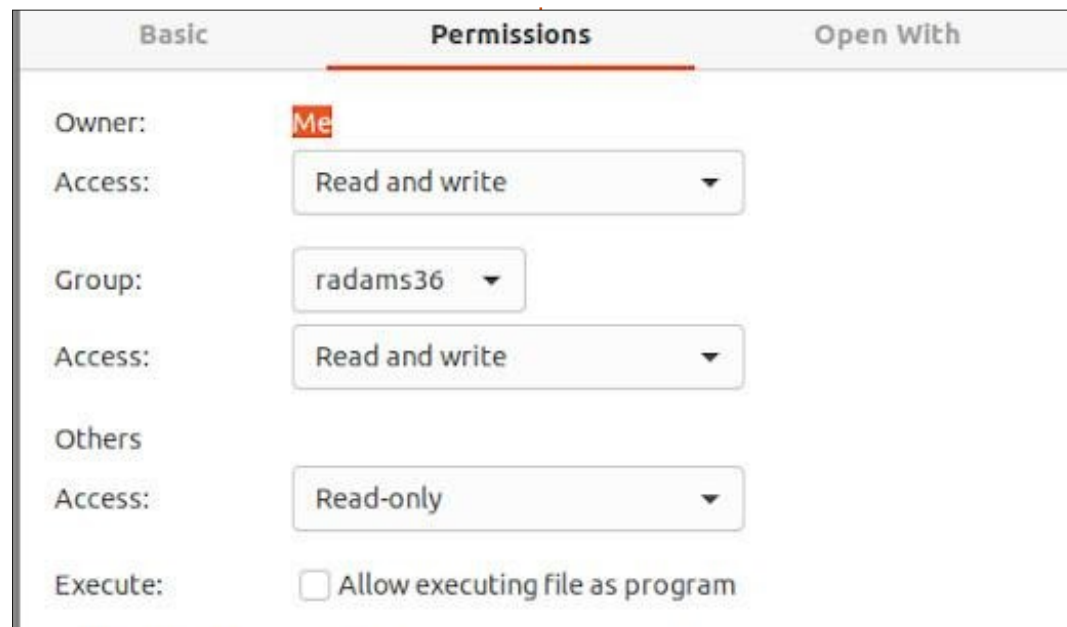 Basic Permissions Open With
Owner: Me
Access: Read and write
Group: radams36
Access: Read and write
Others
Access: Read-only
Execute: Allow executing file as program